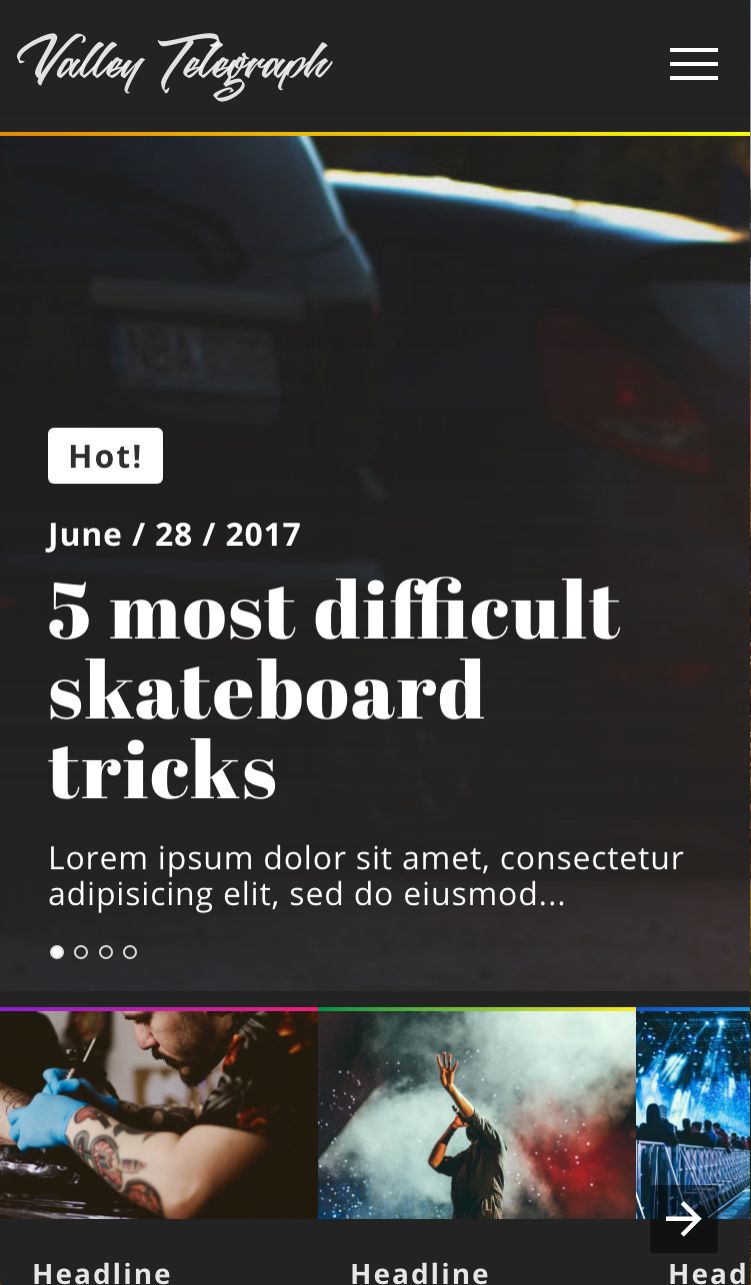 Valley Telegraph
Hot!
June / 28 / 2017
5 most difficult
skateboard
tricks
Lorem ipsum dolor sit amet, consectetur
adipisicing elit, sed do eiusmod...
Headline
Headline
Head